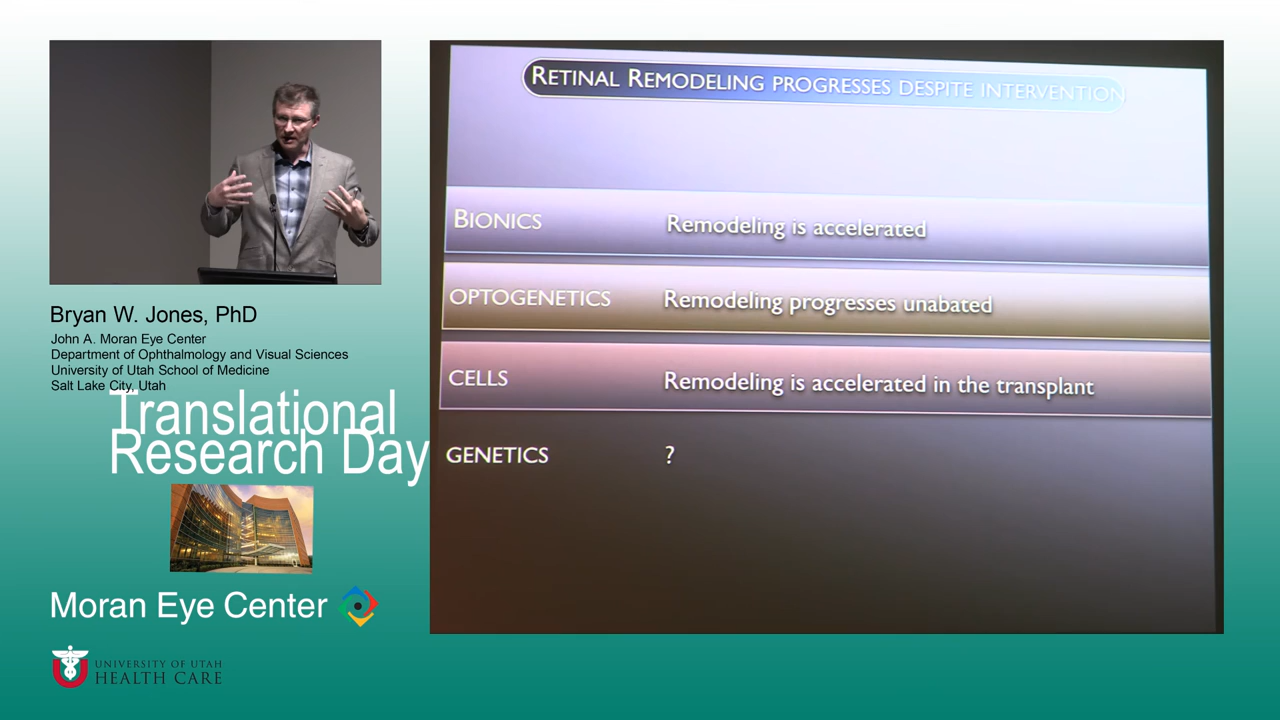 Bryan W. Jones, PhD
John A. Moran Eye Center
Department of Ophthalmology and Visual Sciences
University of Utah School of Medicine
Salt Lake City, Utah
Translational
Research Day
Moran Eye Center
UNIVERSITY OF UTAH
HEALTH CARE
RETINAL REMODELING PROGRESSES DESPITE INTERVENTION
BIONICS Remodeling is accelerated
OPTOGENETICS Remodeling progresses unabated
CELLS Remodeling is accelerated in the transplant
GENETICS ?